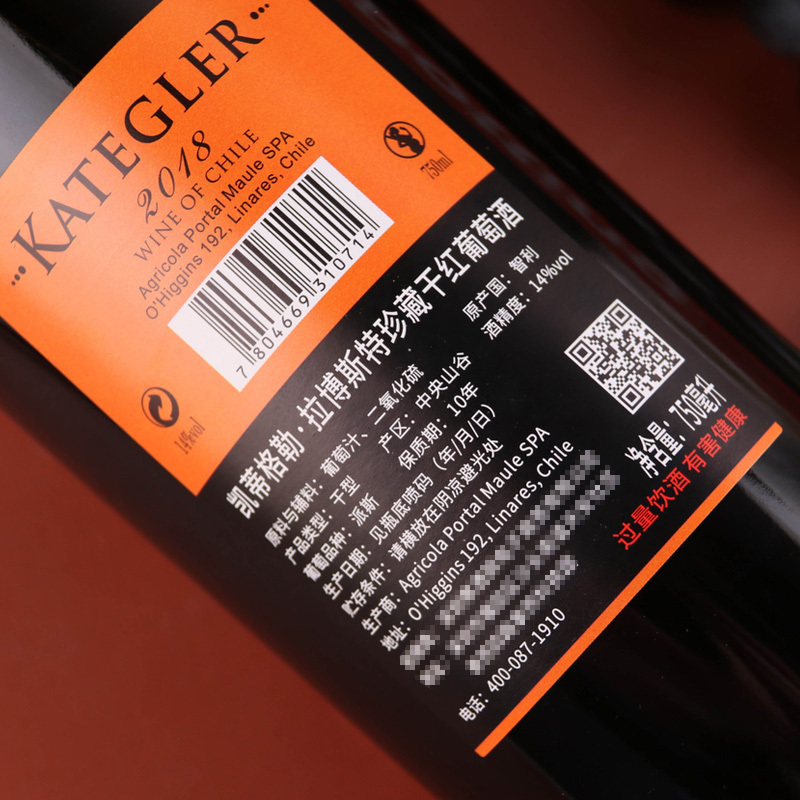 ...KATEGLER...
2018
WINE OF CHILE
Agricola Portal Maule SPA
O'Higgins 192, Linares, Chile
7 804669 310714
14%vol
750ml
凯蒂格勒·拉博斯特珍藏干红葡萄酒
原料与辅料：葡萄汁、二氧化硫
原产国：智利
产品类型：干型
产区：中央山谷
酒精度：14%vol
葡萄品种：派斯
保质期：10年
生产日期：见瓶底喷码（年/月/日）
贮存条件：请横放在阴凉避光处
生产商：Agricola Portal Maule SPA
地址：O'Higgins 192, Linares, Chile
电话：400-087-1910
净含量：750毫升
过量饮酒 有害健康